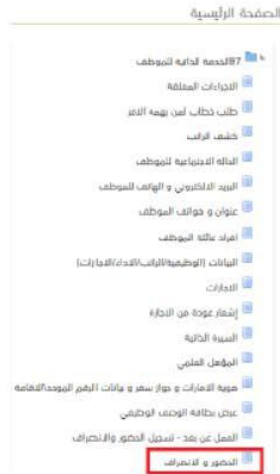 الصفحة الرئيسية
97الخدمة الذاتية للموظف
الاجراءات المعلقة
طلب خطاب لمن يهمه الامر
كشف الراتب
الحالة الاجتماعية للموظف
البريد الالكتروني و الهاتف للموظف
عنوان و هواتف الموظف
افراد عائلة الموظف
البيانات (الوظيفية/الراتب/الاداء/الاجازات)
الاجازات
إشعار عودة من الاجازة
السيرة الذاتية
المؤهل العلمي
هوية الامارات و جواز سفر و بيانات الرقم الموحد/الاقامة
عرض بطاقة الوصف الوظيفي
العمل عن بعد - تسجيل الحضور والانصراف
الحضور و الانصراف